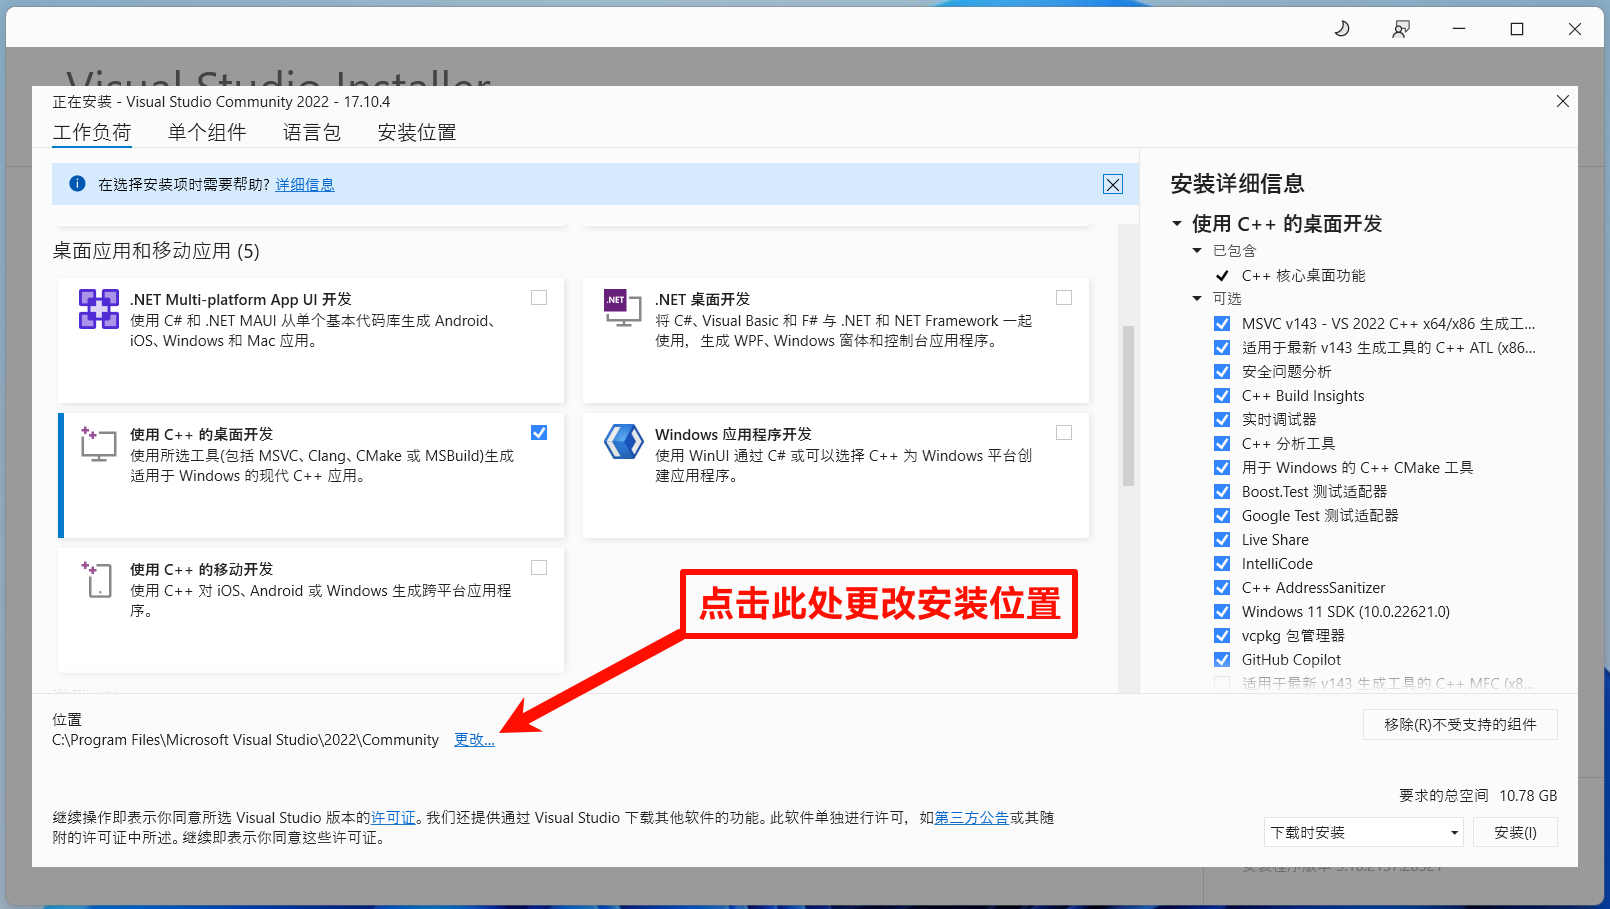 Visual Studio Installer
正在安装 - Visual Studio Community 2022 - 17.10.4
工作负荷 单个组件 语言包 安装位置
在选择安装项时需要帮助? 详细信息
桌面应用和移动应用 (5)
.NET Multi-platform App UI 开发
使用 C# 和 .NET MAUI 从单个基本代码库生成 Android、
iOS、Windows 和 Mac 应用。
.NET
.NET 桌面开发
将 C#、Visual Basic 和 F# 与 .NET 和 NET Framework 一起
使用，生成 WPF、Windows 窗体和控制台应用程序。
使用 C++ 的桌面开发
使用所选工具(包括 MSVC、Clang、CMake 或 MSBuild)生成
适用于 Windows 的现代 C++ 应用。
Windows 应用程序开发
使用 WinUI 通过 C# 或可以选择 C++ 为 Windows 平台创
建应用程序。
使用 C++ 的移动开发
使用 C++ 对 iOS、Android 或 Windows 生成跨平台应用程
序。
点击此处更改安装位置
位置
C:\Program Files\Microsoft Visual Studio\2022\Community 更改...
继续操作即表示你同意所选 Visual Studio 版本的许可证。我们还提供通过 Visual Studio 下载其他软件的功能。此软件单独进行许可，如第三方公告或其随
附的许可证中所述。继续即表示你同意这些许可证。
安装详细信息
使用 C++ 的桌面开发
已包含
C++ 核心桌面功能
可选
MSVC v143 - VS 2022 C++ x64/x86 生成工...
适用于最新 v143 生成工具的 C++ ATL (x86...
安全问题分析
C++ Build Insights
实时调试器
C++ 分析工具
用于 Windows 的 C++ CMake 工具
Boost.Test 测试适配器
Google Test 测试适配器
Live Share
IntelliCode
C++ AddressSanitizer
Windows 11 SDK (10.0.22621.0)
vcpkg 包管理器
GitHub Copilot
适用于最新 v143 生成工具的 C++ MFC (x8...
移除(R)不受支持的组件
要求的总空间 10.78 GB
下载时安装 安装(I)